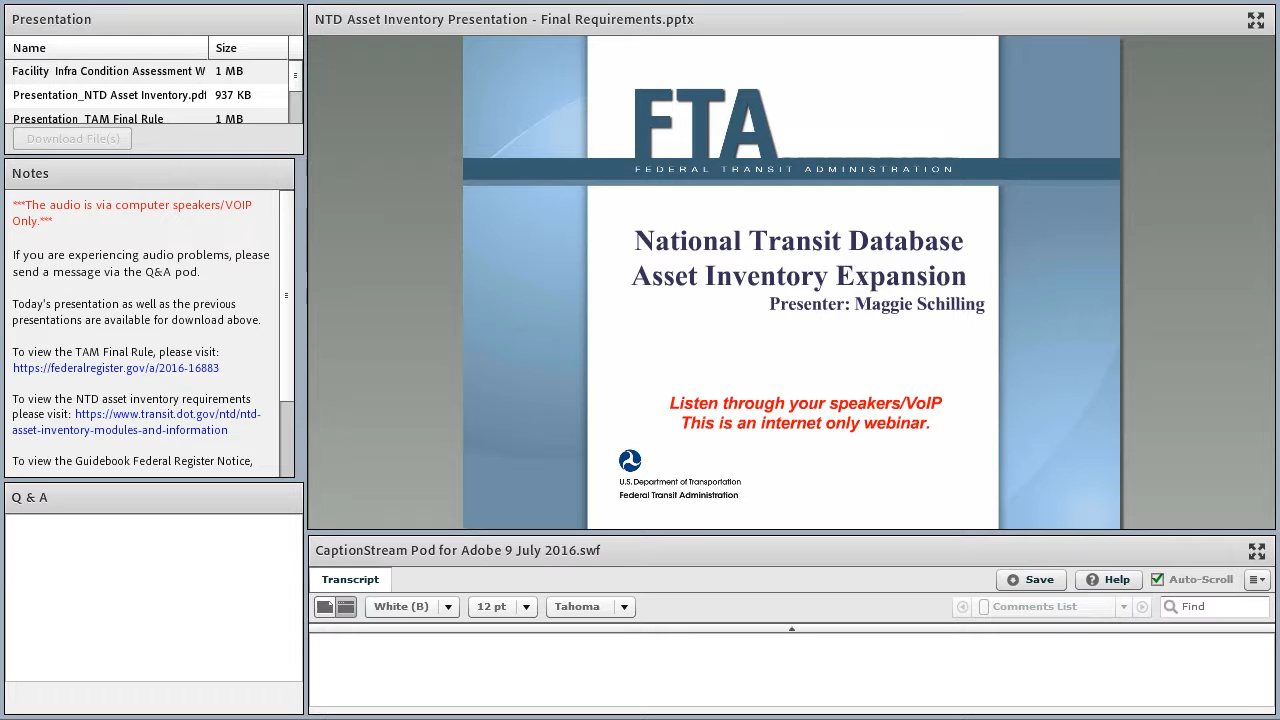 Presentation
Name Size
Facility Infra Condition Assessment W 1 MB
Presentation_NTD Asset Inventory.pdf 937 KB
Presentation_TAM Final Rule 1 MB
Download File(s)
Notes
***The audio is via computer speakers/VOIP
Only.***
If you are experiencing audio problems, please
send a message via the Q&A pod.
Today's presentation as well as the previous
presentations are available for download above.
To view the TAM Final Rule, please visit:
https://federalregister.gov/a/2016-16883
To view the NTD asset inventory requirements
please visit: https://www.transit.dot.gov/ntd/ntd-
asset-inventory-modules-and-information
To view the Guidebook Federal Register Notice,
Q & A
NTD Asset Inventory Presentation - Final Requirements.pptx
FTA
FEDERAL TRANSIT ADMINISTRATION
National Transit Database
Asset Inventory Expansion
Presenter: Maggie Schilling
Listen through your speakers/VoIP
This is an internet only webinar.
U.S. Department of Transportation
Federal Transit Administration
CaptionStream Pod for Adobe 9 July 2016.swf
Transcript Save Help Auto-Scroll
White (B) 12 pt Tahoma Comments List Find